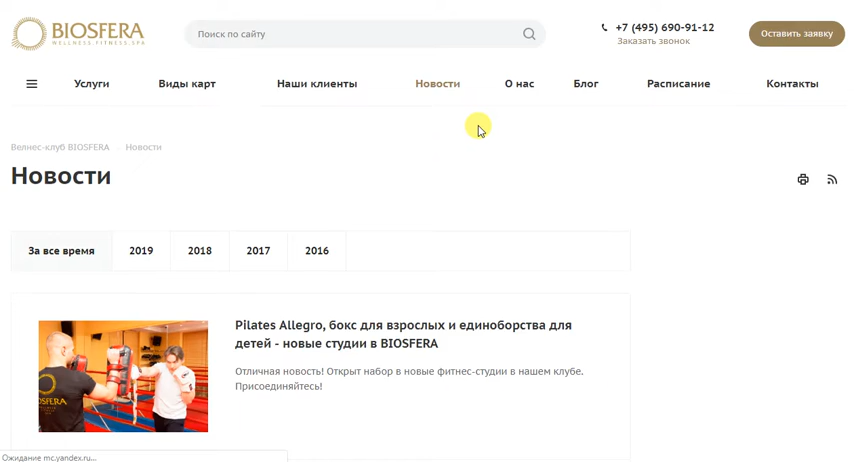 BIOSFERA
WELLNESS.FITNESS.SPA
Поиск по сайту
+7 (495) 690-91-12
Заказать звонок
Оставить заявку
Услуги
Виды карт
Наши клиенты
Новости
О нас
Блог
Расписание
Контакты
Велнес-клуб BIOSFERA - Новости
Новости
За все время
2019
2018
2017
2016
Pilates Allegro, бокс для взрослых и единоборства для
детей - новые студии в BIOSFERA
Отличная новость! Открыт набор в новые фитнес-студии в нашем клубе.
Присоединяйтесь!
BIOSFERA
Ожидание mc.yandex.ru...